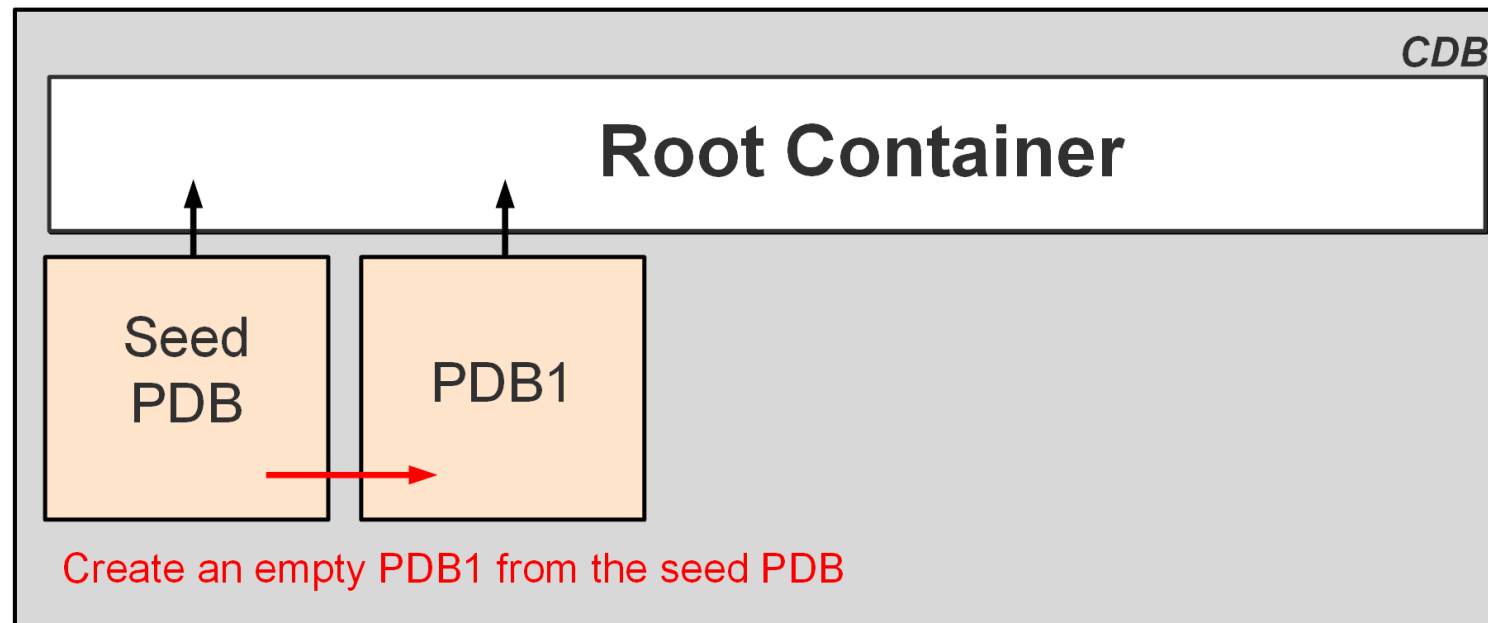 CDB
Root Container
Seed
PDB
PDB1
Create an empty PDB1 from the seed PDB